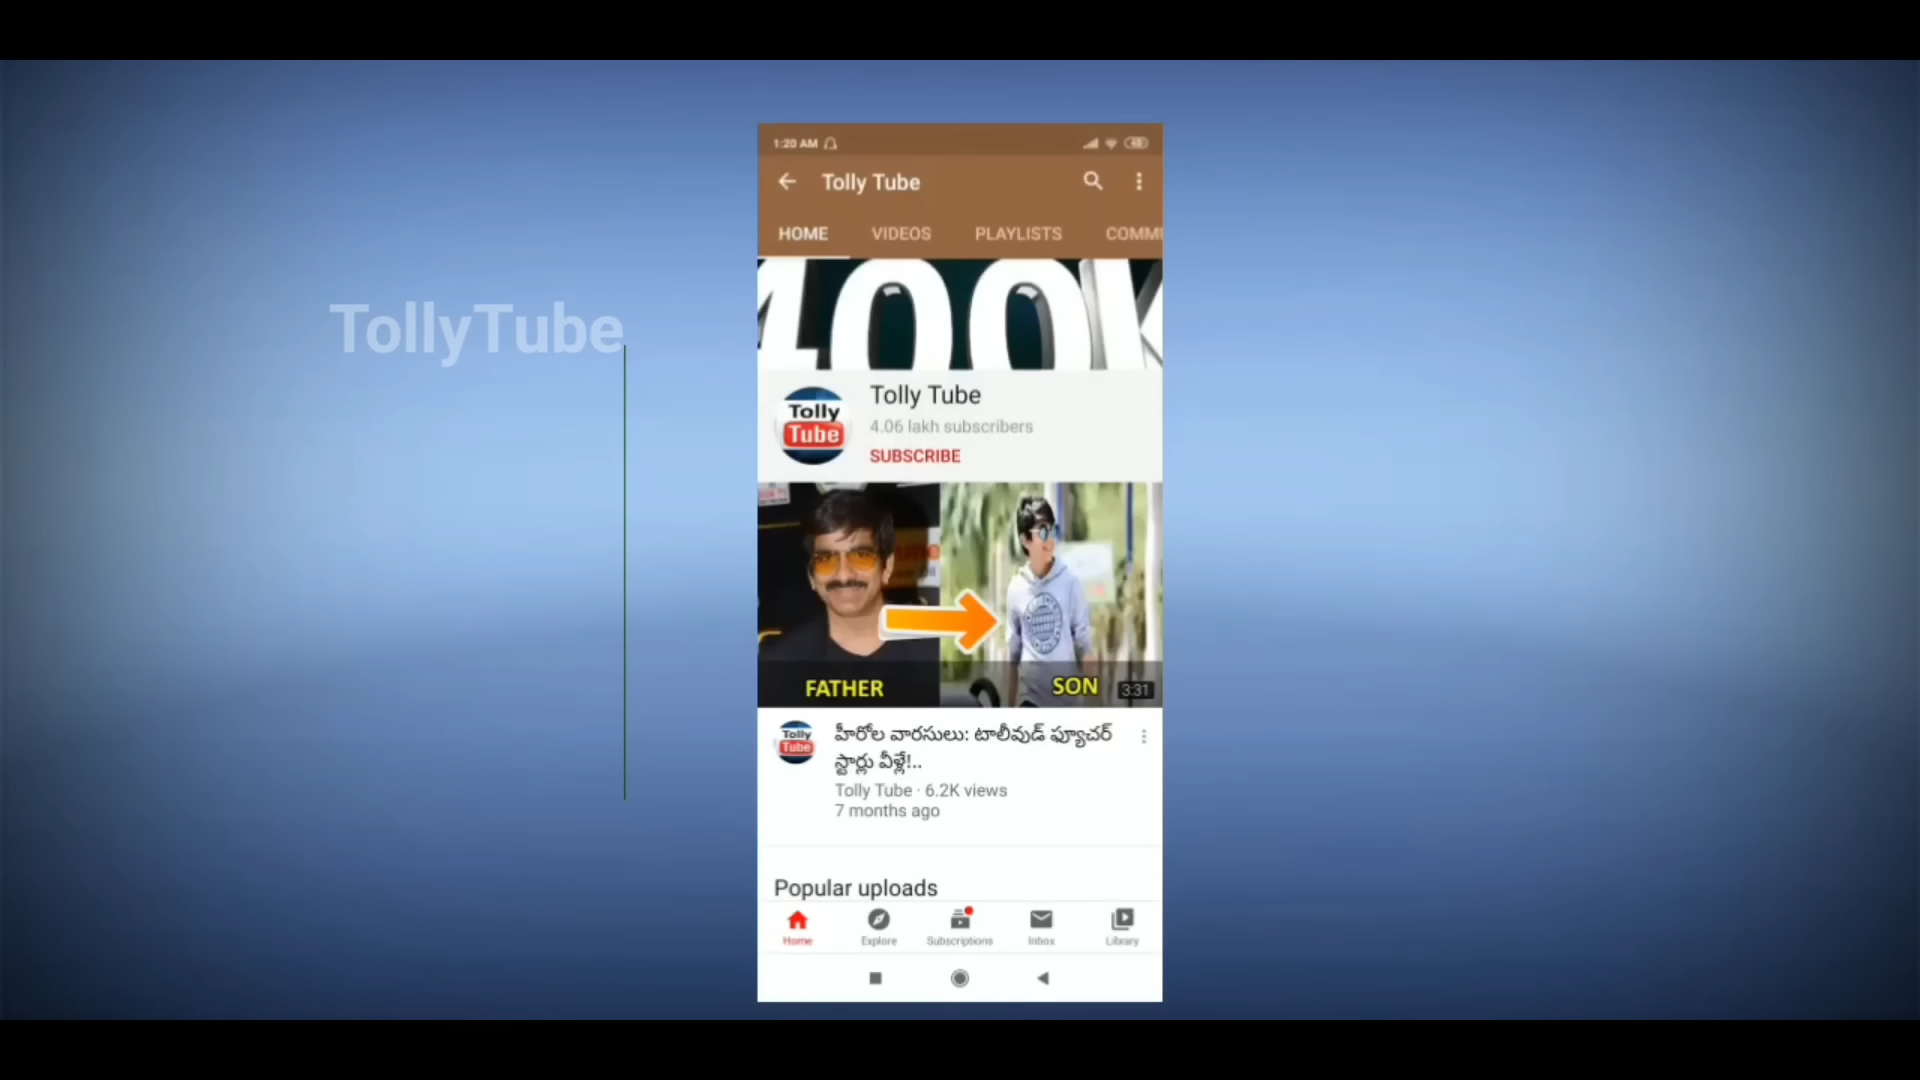 1:20 AM
Tolly Tube
HOME VIDEOS PLAYLISTS COMM
400K
TollyTube
Tolly Tube
Tolly Tube
4.06 lakh subscribers
SUBSCRIBE
FATHER
SON
3:31
Tolly Tube
హీరోల వారసులు: టాలీవుడ్ ఫ్యూచర్
స్టార్లు వీళ్లే!..
Tolly Tube · 6.2K views
7 months ago
Popular uploads
Home Explore Subscriptions Inbox Library